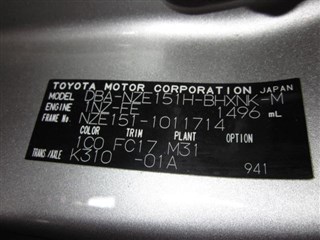 TOYOTA MOTOR CORPORATION JAPAN
MODEL DBA-NZE151H-BHXNK-M
ENGINE 1NZ-FE 1496 mL
FRAME No. NZE15T-1011714
COLOR TRIM PLANT OPTION
1C0 FC17 M31
TRANS/AXLE K310 -01A
941